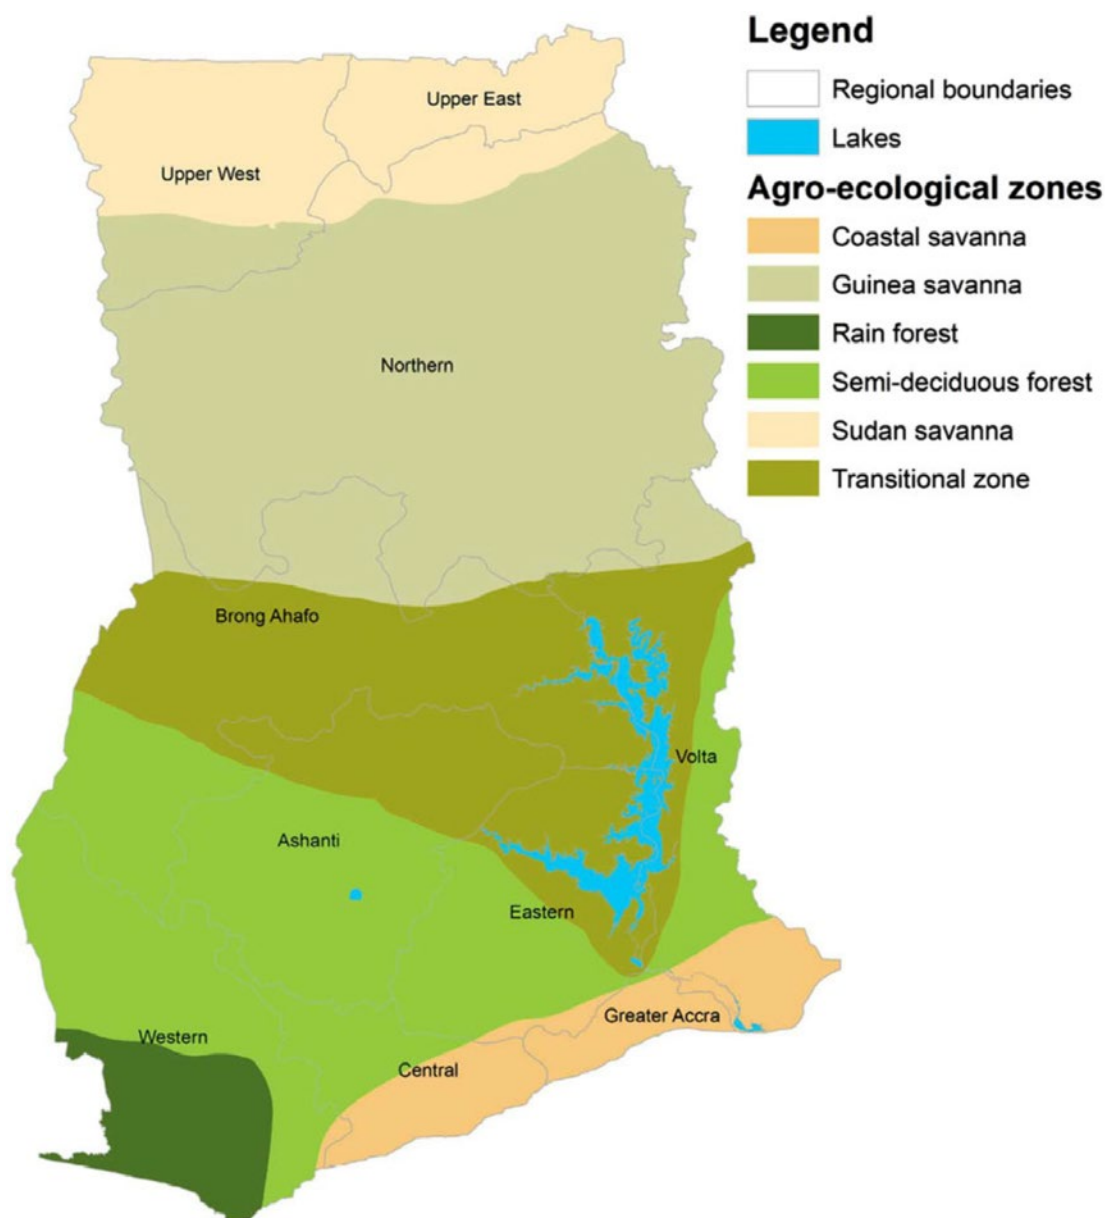 Legend
Regional boundaries
Lakes
Agro-ecological zones
Coastal savanna
Guinea savanna
Rain forest
Semi-deciduous forest
Sudan savanna
Transitional zone
Upper East
Upper West
Northern
Brong Ahafo
Volta
Ashanti
Eastern
Greater Accra
Western
Central